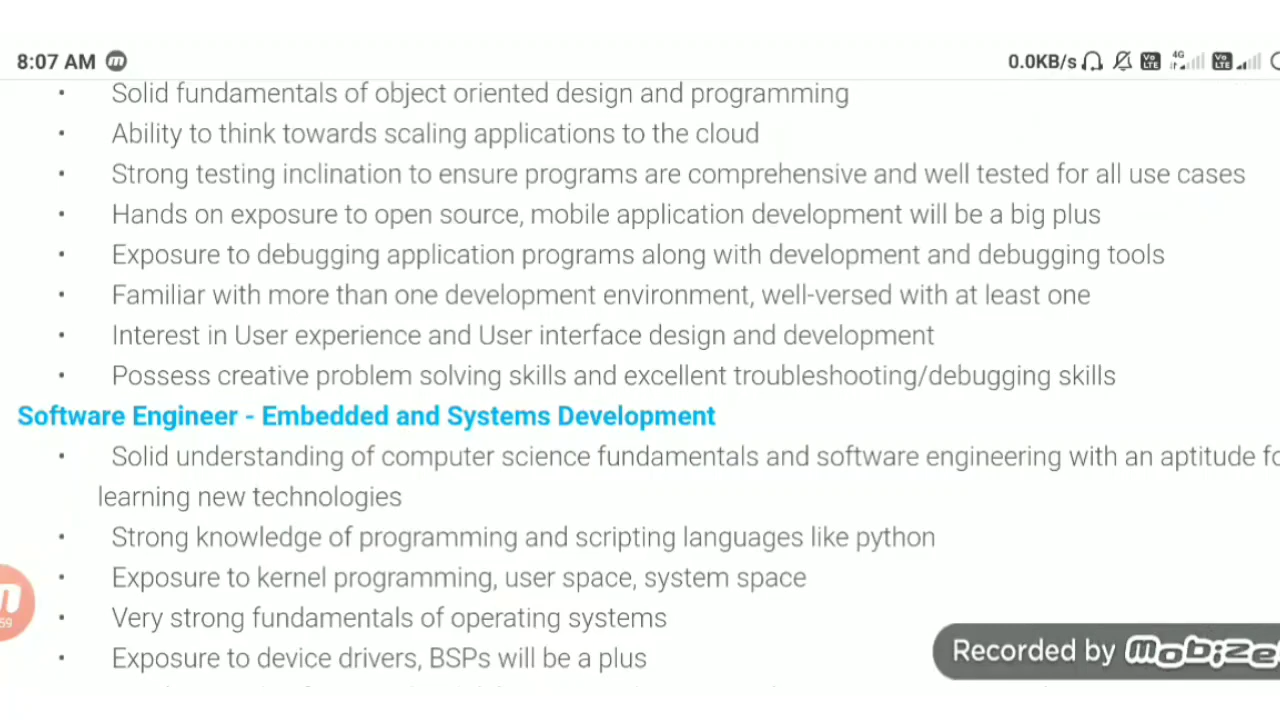 8:07 AM
0.0KB/s
4G
Vo LTE
Vo LTE
• Solid fundamentals of object oriented design and programming
• Ability to think towards scaling applications to the cloud
• Strong testing inclination to ensure programs are comprehensive and well tested for all use cases
• Hands on exposure to open source, mobile application development will be a big plus
• Exposure to debugging application programs along with development and debugging tools
• Familiar with more than one development environment, well-versed with at least one
• Interest in User experience and User interface design and development
• Possess creative problem solving skills and excellent troubleshooting/debugging skills
Software Engineer - Embedded and Systems Development
• Solid understanding of computer science fundamentals and software engineering with an aptitude fo
learning new technologies
• Strong knowledge of programming and scripting languages like python
• Exposure to kernel programming, user space, system space
59
• Very strong fundamentals of operating systems
Recorded by Mobize
• Exposure to device drivers, BSPs will be a plus